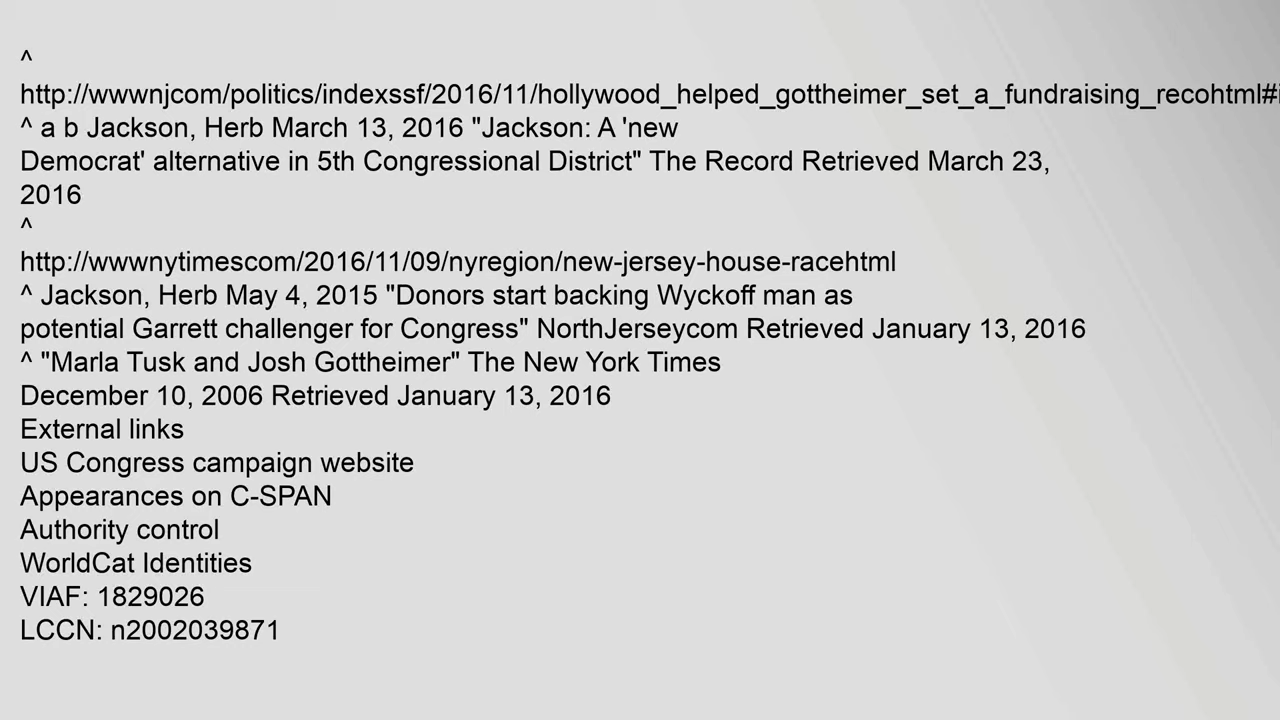 ^
http://wwwnjcom/politics/indexssf/2016/11/hollywood_helped_gottheimer_set_a_fundraising_recohtml#i
^ a b Jackson, Herb March 13, 2016 "Jackson: A 'new
Democrat' alternative in 5th Congressional District" The Record Retrieved March 23,
2016
^
http://wwwnytimescom/2016/11/09/nyregion/new-jersey-house-racehtml
^ Jackson, Herb May 4, 2015 "Donors start backing Wyckoff man as
potential Garrett challenger for Congress" NorthJerseycom Retrieved January 13, 2016
^ "Marla Tusk and Josh Gottheimer" The New York Times
December 10, 2006 Retrieved January 13, 2016
External links
US Congress campaign website
Appearances on C-SPAN
Authority control
WorldCat Identities
VIAF: 1829026
LCCN: n2002039871